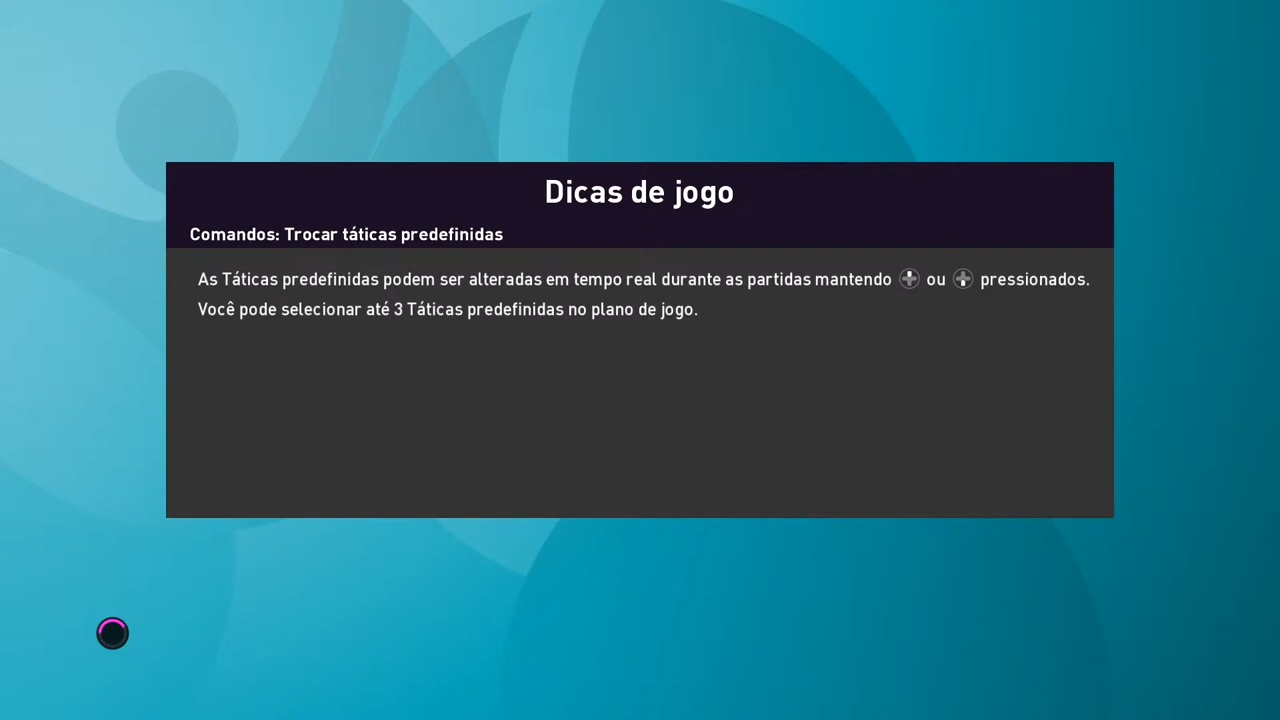 Dicas de jogo
Comandos: Trocar táticas predefinidas
As Táticas predefinidas podem ser alteradas em tempo real durante as partidas mantendo ou pressionados.
Você pode selecionar até 3 Táticas predefinidas no plano de jogo.